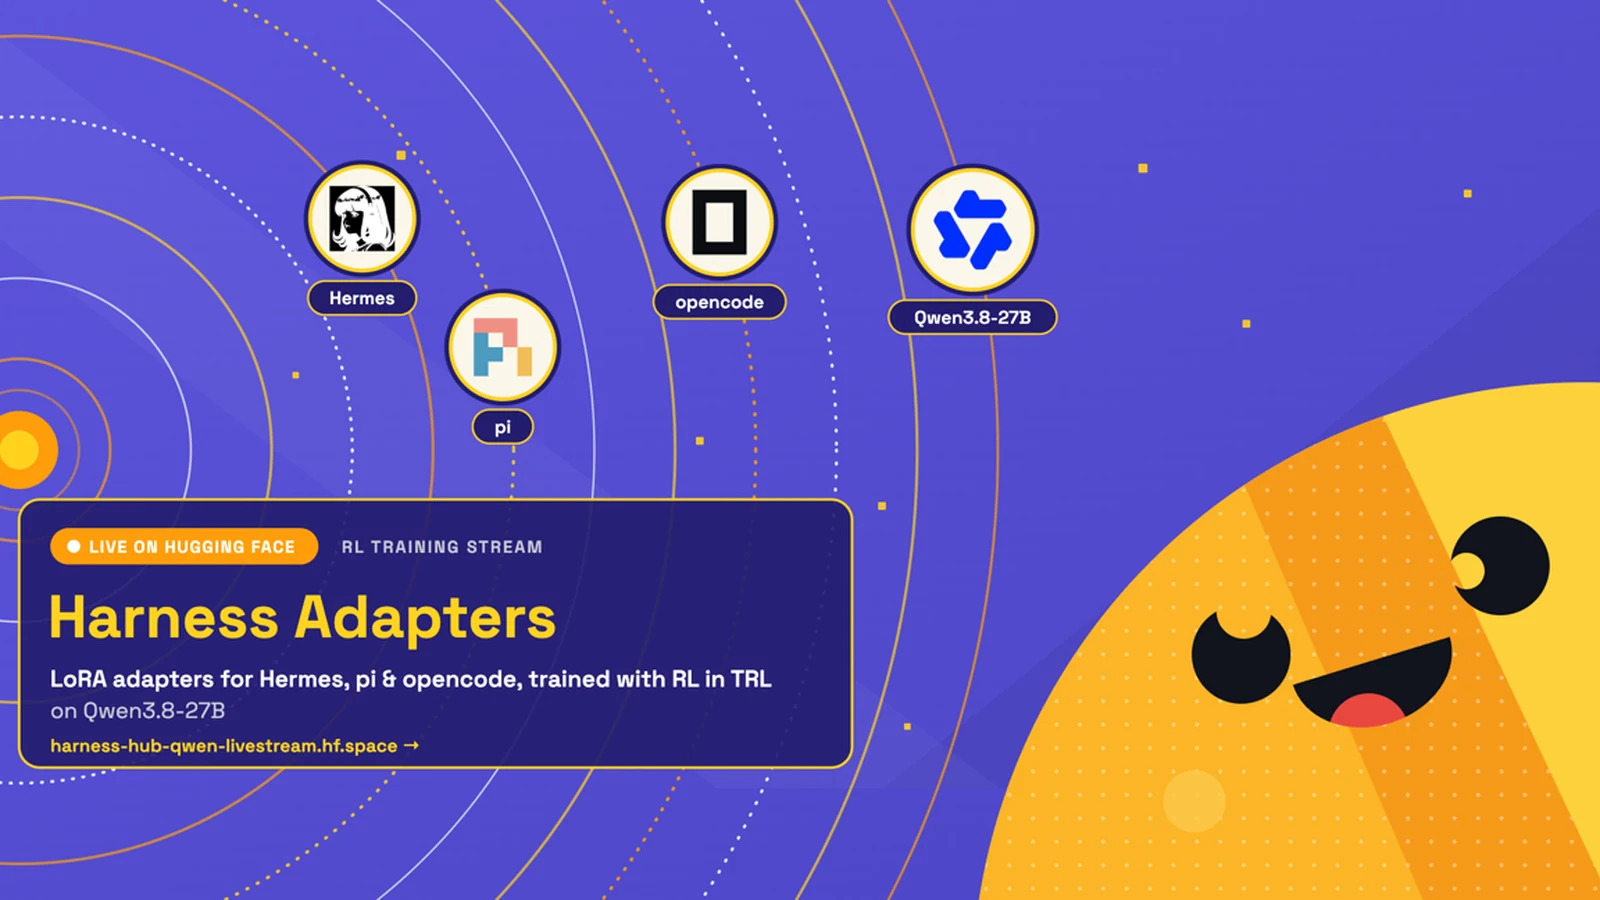 Hermes
pi
opencode
Qwen3.8-27B
LIVE ON HUGGING FACE
RL TRAINING STREAM
Harness Adapters
LoRA adapters for Hermes, pi & opencode, trained with RL in TRL
on Qwen3.8-27B
harness-hub-qwen-livestream.hf.space →